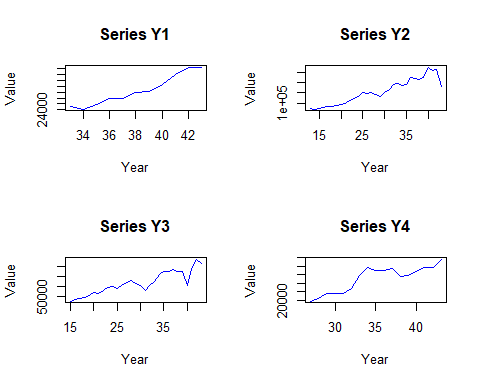 Series Y1
Value
24000
34 36 38 40 42
Year
Series Y2
Value
1e+05
15 25 35
Year
Series Y3
Value
50000
15 25 35
Year
Series Y4
Value
20000
30 35 40
Year